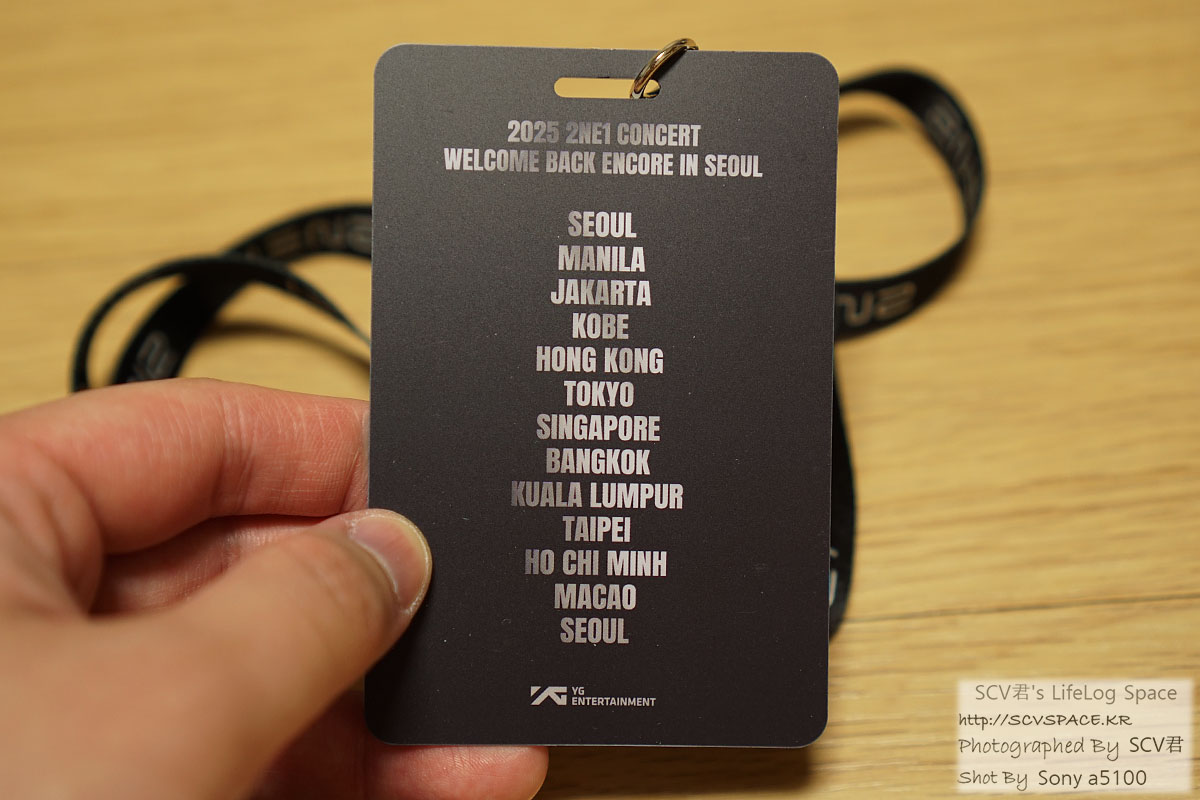 2025 2NE1 CONCERT
WELCOME BACK ENCORE IN SEOUL
SEOUL
MANILA
JAKARTA
KOBE
HONG KONG
TOKYO
SINGAPORE
BANGKOK
KUALA LUMPUR
TAIPEI
HO CHI MINH
MACAO
SEOUL
YG
ENTERTAINMENT
SCV君's LifeLog Space
http://SCVSPACE.KR
Photographed By SCV君
Shot By Sony a5100